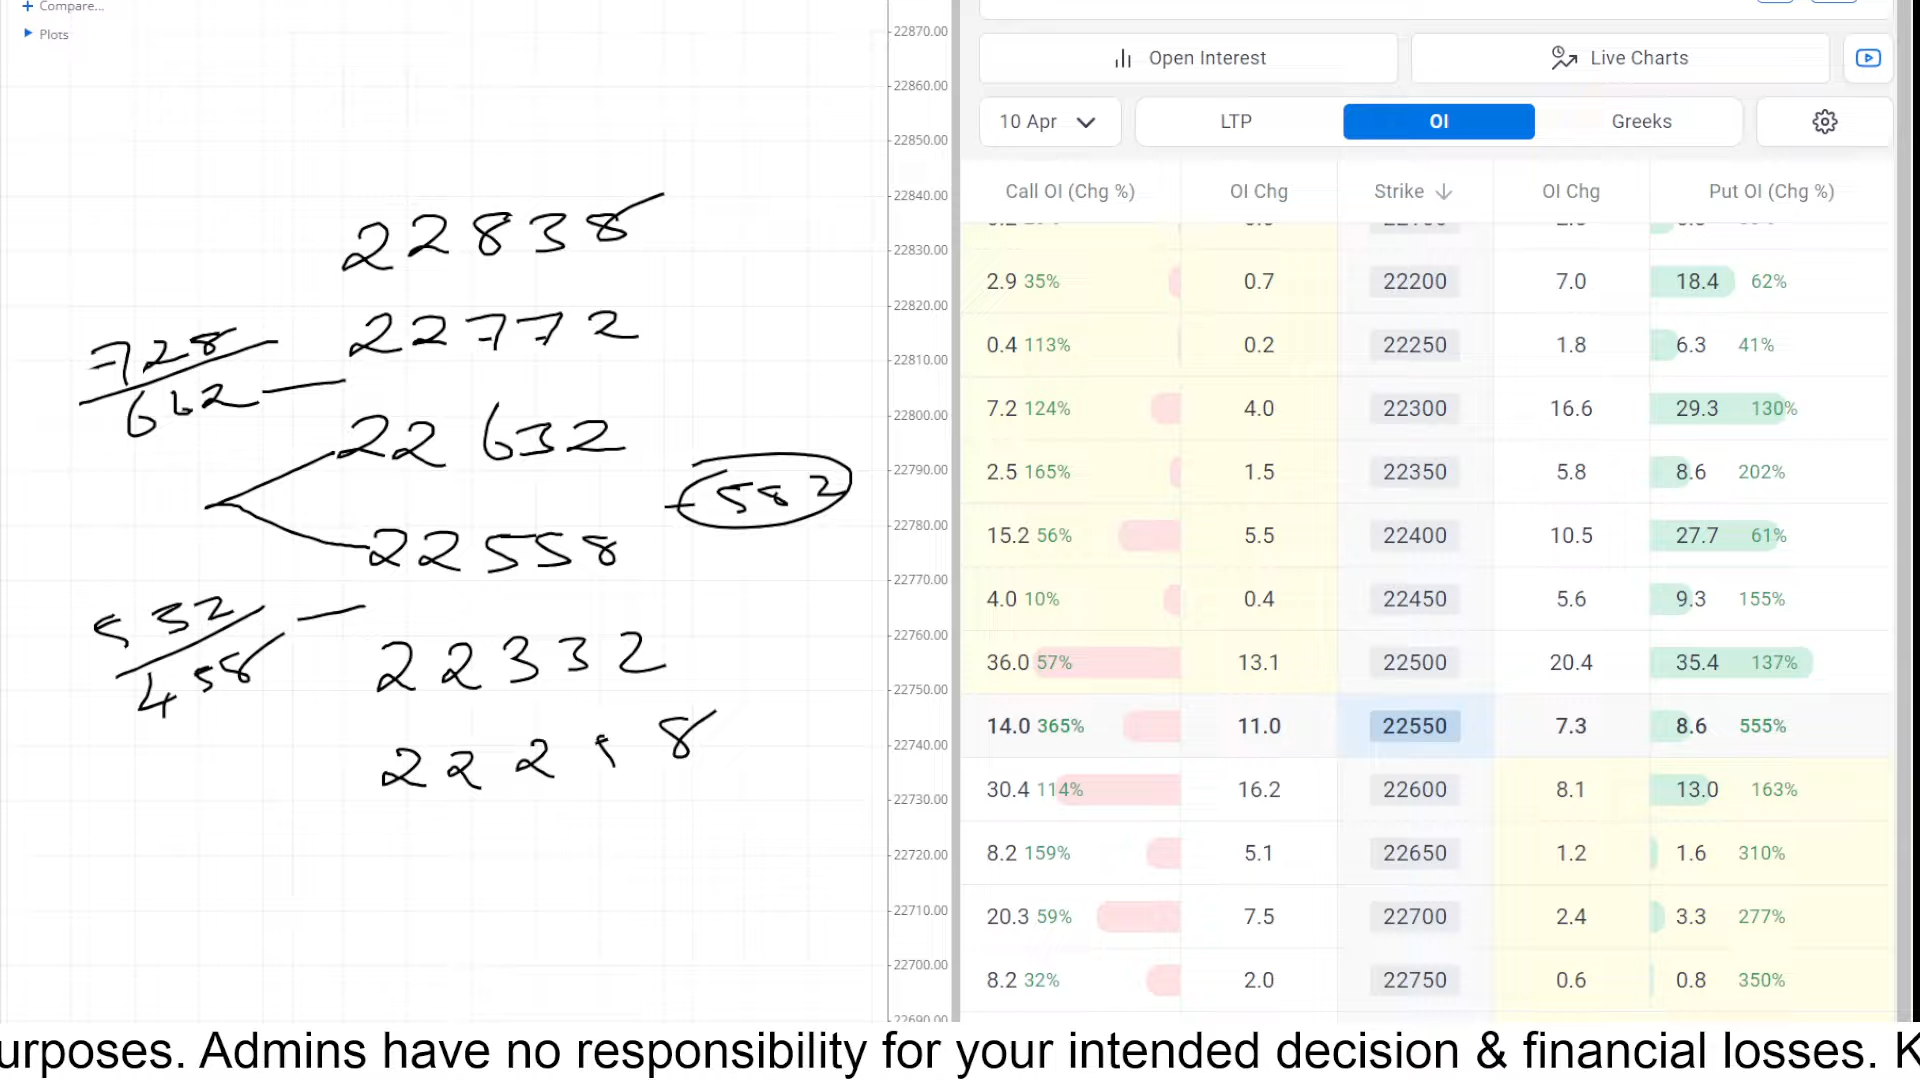 + Compare...
Plots
22870.00
22860.00
22850.00
22840.00
22830.00
22820.00
22810.00
22800.00
22790.00
22780.00
22770.00
22760.00
22750.00
22740.00
22730.00
22720.00
22710.00
22700.00
22690.00
22838
22772
728
662
22632
582
22558
532
458
22332
222 8
Open Interest Live Charts
10 Apr LTP OI Greeks
Call OI (Chg %) OI Chg Strike ↓ OI Chg Put OI (Chg %)
2.9 35% 0.7 22200 7.0 18.4 62%
0.4 113% 0.2 22250 1.8 6.3 41%
7.2 124% 4.0 22300 16.6 29.3 130%
2.5 165% 1.5 22350 5.8 8.6 202%
15.2 56% 5.5 22400 10.5 27.7 61%
4.0 10% 0.4 22450 5.6 9.3 155%
36.0 57% 13.1 22500 20.4 35.4 137%
14.0 365% 11.0 22550 7.3 8.6 555%
30.4 114% 16.2 22600 8.1 13.0 163%
8.2 159% 5.1 22650 1.2 1.6 310%
20.3 59% 7.5 22700 2.4 3.3 277%
8.2 32% 2.0 22750 0.6 0.8 350%
urposes. Admins have no responsibility for your intended decision & financial losses. K